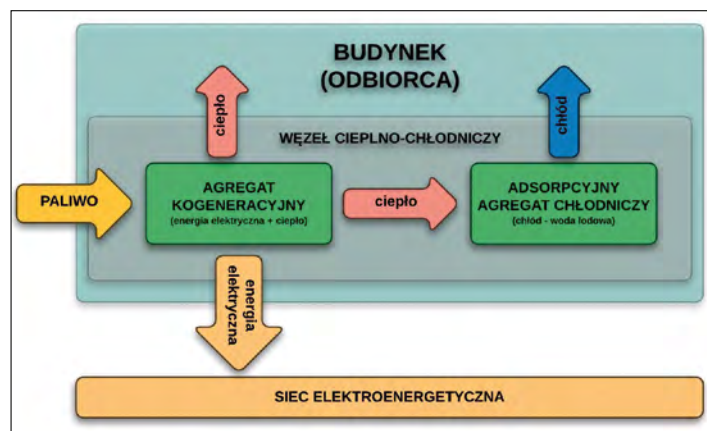 BUDYNEK
(ODBIORCA)
ciepło
chłód
WĘZEŁ CIEPLNO-CHŁODNICZY
PALIWO
AGREGAT
KOGENERACYJNY
(energia elektryczna + ciepło)
ciepło
ADSORPCYJNY
AGREGAT CHŁODNICZY
(chłód - woda lodowa)
energia
elektryczna
SIEC ELEKTROENERGETYCZNA